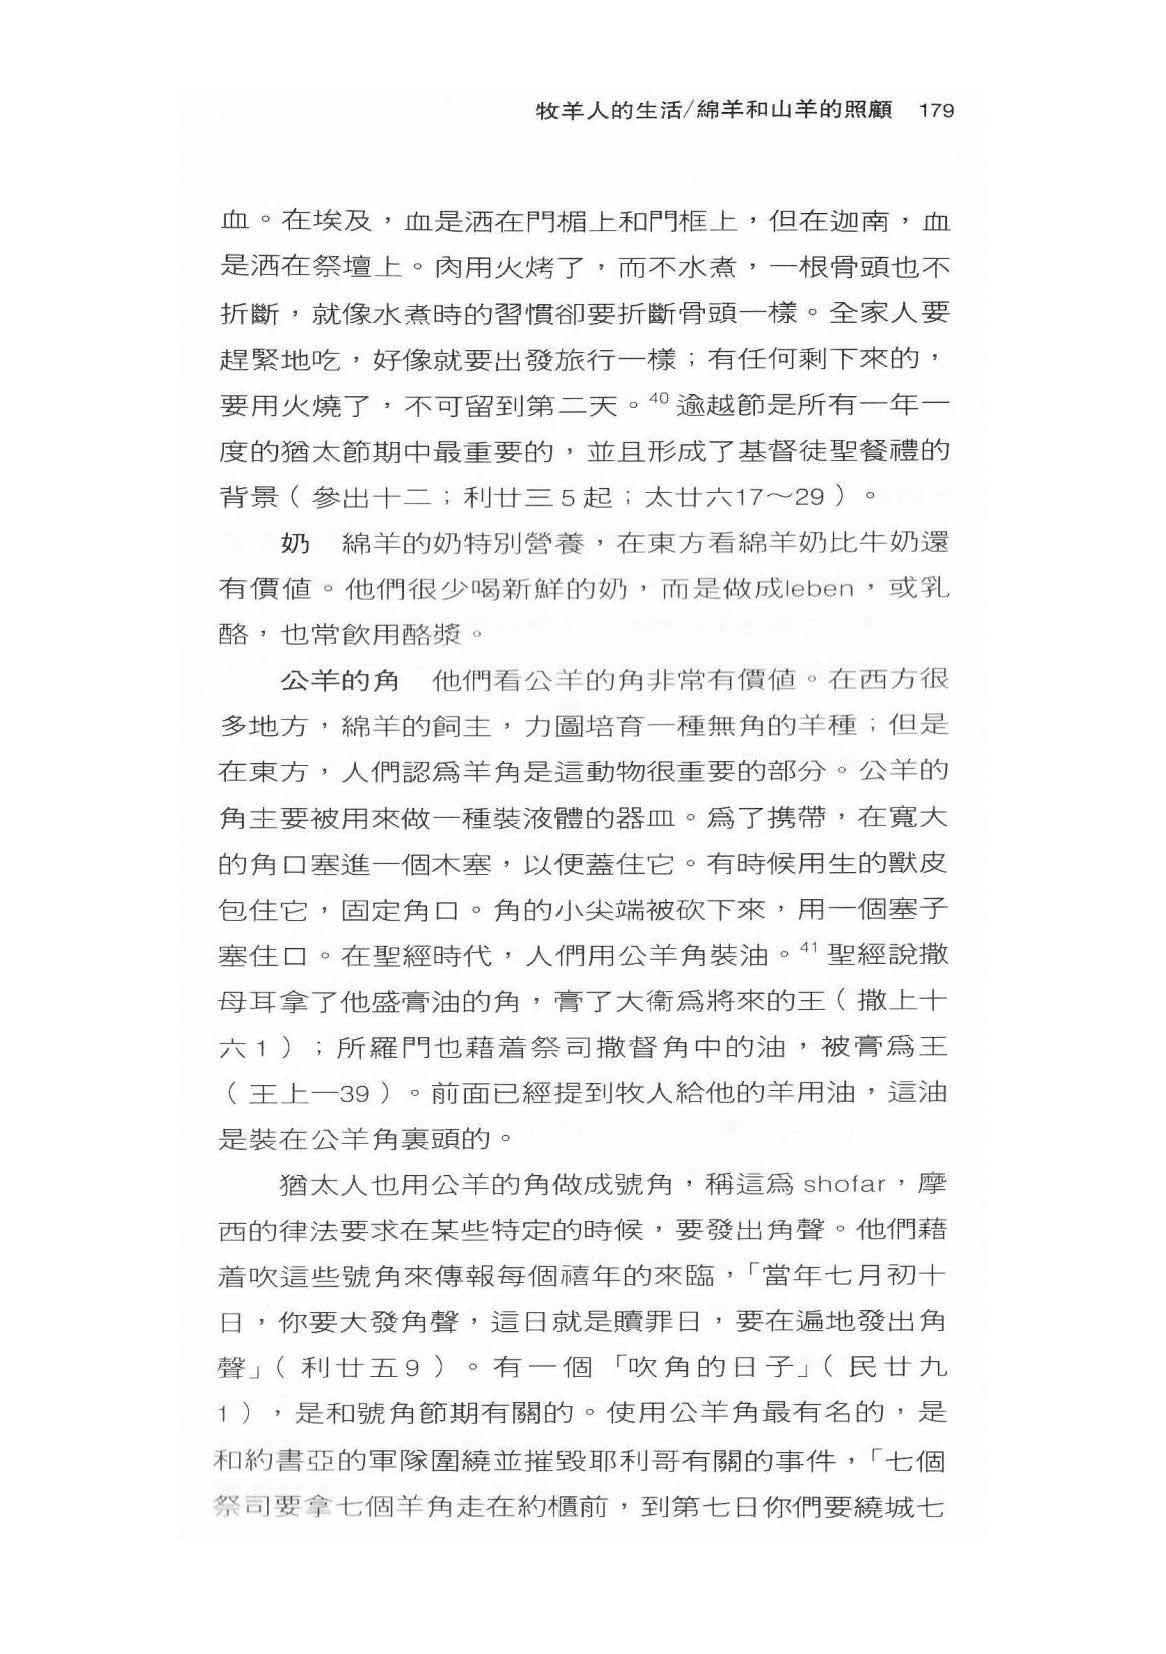 牧羊人的生活/綿羊和山羊的照顧 179
血。在埃及，血是洒在門楣上和門框上，但在迦南，血
是洒在祭壇上。肉用火烤了，而不水煮，一根骨頭也不
折斷，就像水煮時的習慣卻要折斷骨頭一樣。全家人要
趕緊地吃，好像就要出發旅行一樣；有任何剩下來的，
要用火燒了，不可留到第二天。40 逾越節是所有一年一
度的猶太節期中最重要的，並且形成了基督徒聖餐禮的
背景（參出十二；利廿三5起；太廿六17～29）。
奶　綿羊的奶特別營養，在東方看綿羊奶比牛奶還
有價值。他們很少喝新鮮的奶，而是做成leben，或乳
酪，也常飲用酪漿。
公羊的角　他們看公羊的角非常有價值。在西方很
多地方，綿羊的飼主，力圖培育一種無角的羊種；但是
在東方，人們認爲羊角是這動物很重要的部分。公羊的
角主要被用來做一種裝液體的器皿。爲了携帶，在寬大
的角口塞進一個木塞，以便蓋住它。有時候用生的獸皮
包住它，固定角口。角的小尖端被砍下來，用一個塞子
塞住口。在聖經時代，人們用公羊角裝油。41 聖經說撒
母耳拿了他盛膏油的角，膏了大衞爲將來的王（撒上十
六1）；所羅門也藉着祭司撒督角中的油，被膏爲王
（王上一39）。前面已經提到牧人給他的羊用油，這油
是裝在公羊角裏頭的。
猶太人也用公羊的角做成號角，稱這爲 shofar，摩
西的律法要求在某些特定的時候，要發出角聲。他們藉
着吹這些號角來傳報每個禧年的來臨，「當年七月初十
日，你要大發角聲，這日就是贖罪日，要在遍地發出角
聲」（利廿五9）。有一個「吹角的日子」（民廿九
1），是和號角節期有關的。使用公羊角最有名的，是
和約書亞的軍隊圍繞並摧毀耶利哥有關的事件，「七個
祭司要拿七個羊角走在約櫃前，到第七日你們要繞城七